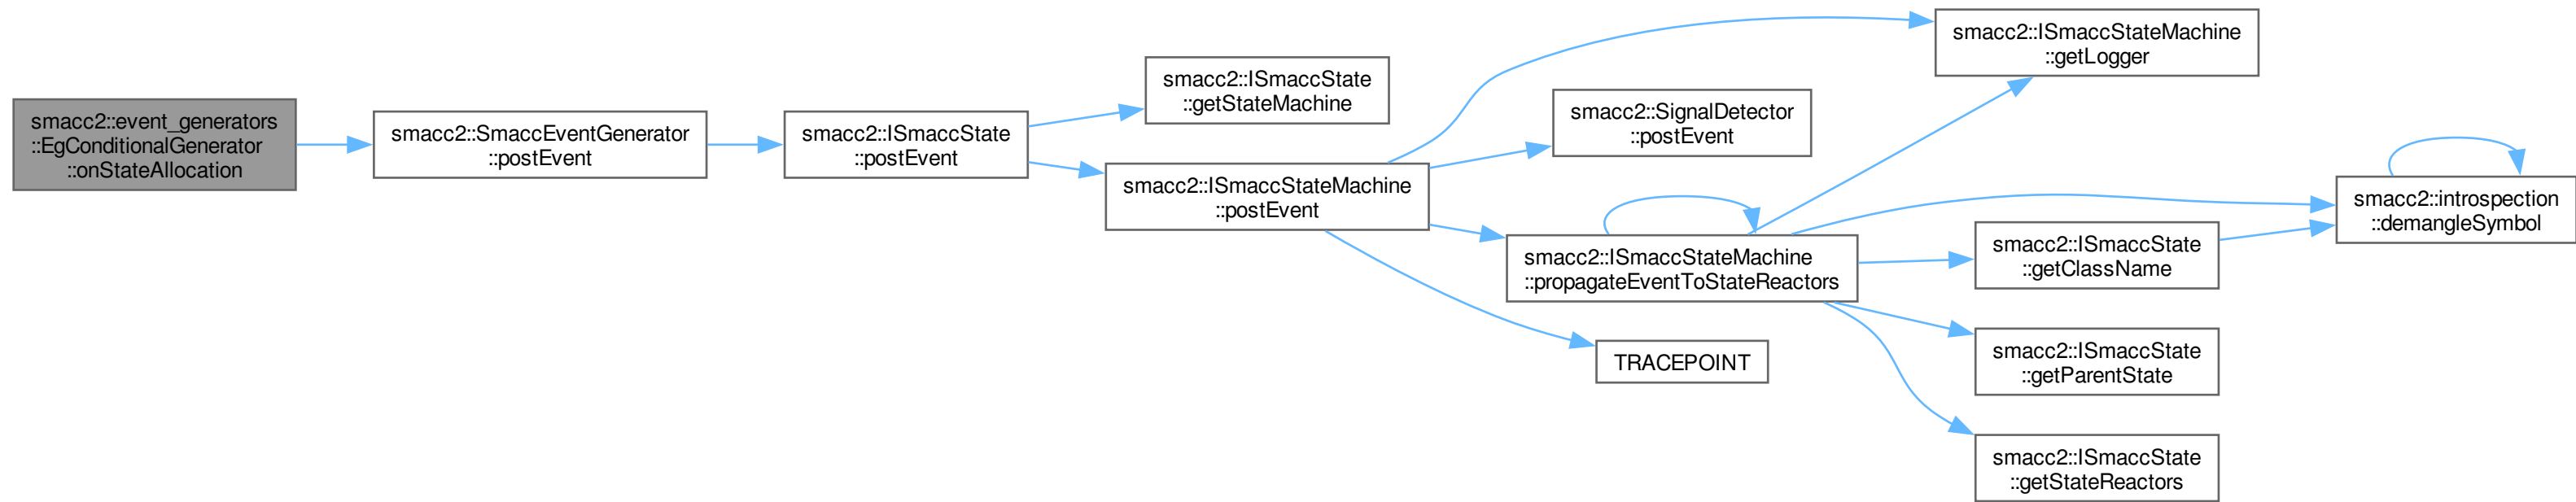 smacc2::event_generators
::EgConditionalGenerator
::onStateAllocation
smacc2::SmaccEventGenerator
::postEvent
smacc2::ISmaccState
::postEvent
smacc2::ISmaccState
::getStateMachine
smacc2::ISmaccStateMachine
::postEvent
smacc2::ISmaccStateMachine
::getLogger
smacc2::SignalDetector
::postEvent
smacc2::ISmaccStateMachine
::propagateEventToStateReactors
TRACEPOINT
smacc2::introspection
::demangleSymbol
smacc2::ISmaccState
::getClassName
smacc2::ISmaccState
::getParentState
smacc2::ISmaccState
::getStateReactors